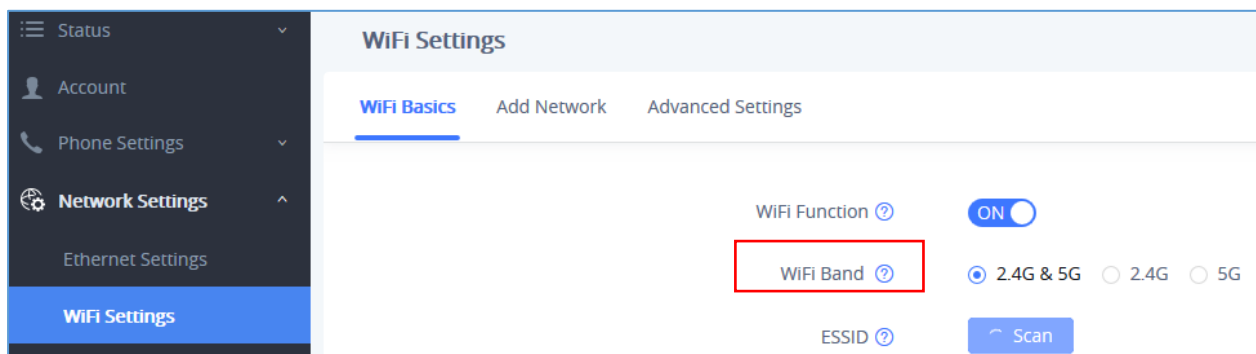 Status
Account
Phone Settings
Network Settings
Ethernet Settings
WiFi Settings
WiFi Settings
WiFi Basics Add Network Advanced Settings
WiFi Function ? ON
WiFi Band ? 2.4G & 5G 2.4G 5G
ESSID ? Scan